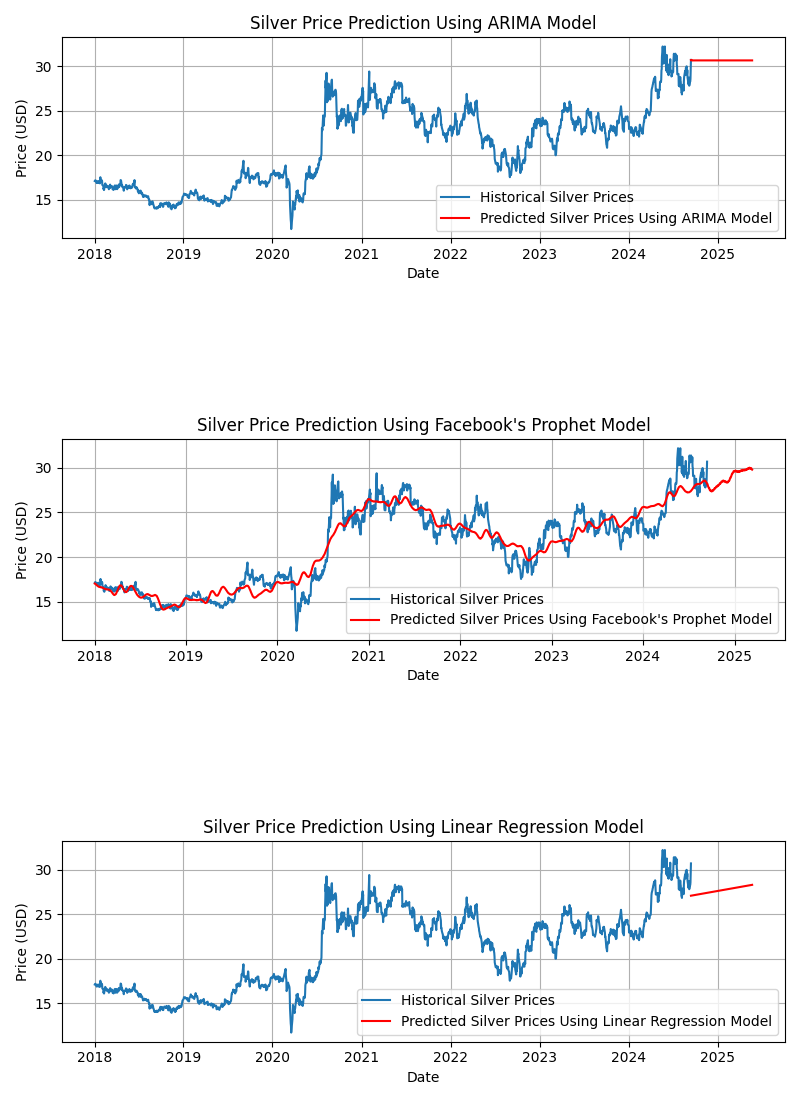 Silver Price Prediction Using ARIMA Model
Price (USD)
30
25
20
15
Historical Silver Prices
Predicted Silver Prices Using ARIMA Model
2018 2019 2020 2021 2022 2023 2024 2025
Date
Silver Price Prediction Using Facebook's Prophet Model
Price (USD)
30
25
20
15
Historical Silver Prices
Predicted Silver Prices Using Facebook's Prophet Model
2018 2019 2020 2021 2022 2023 2024 2025
Date
Silver Price Prediction Using Linear Regression Model
Price (USD)
30
25
20
15
Historical Silver Prices
Predicted Silver Prices Using Linear Regression Model
2018 2019 2020 2021 2022 2023 2024 2025
Date